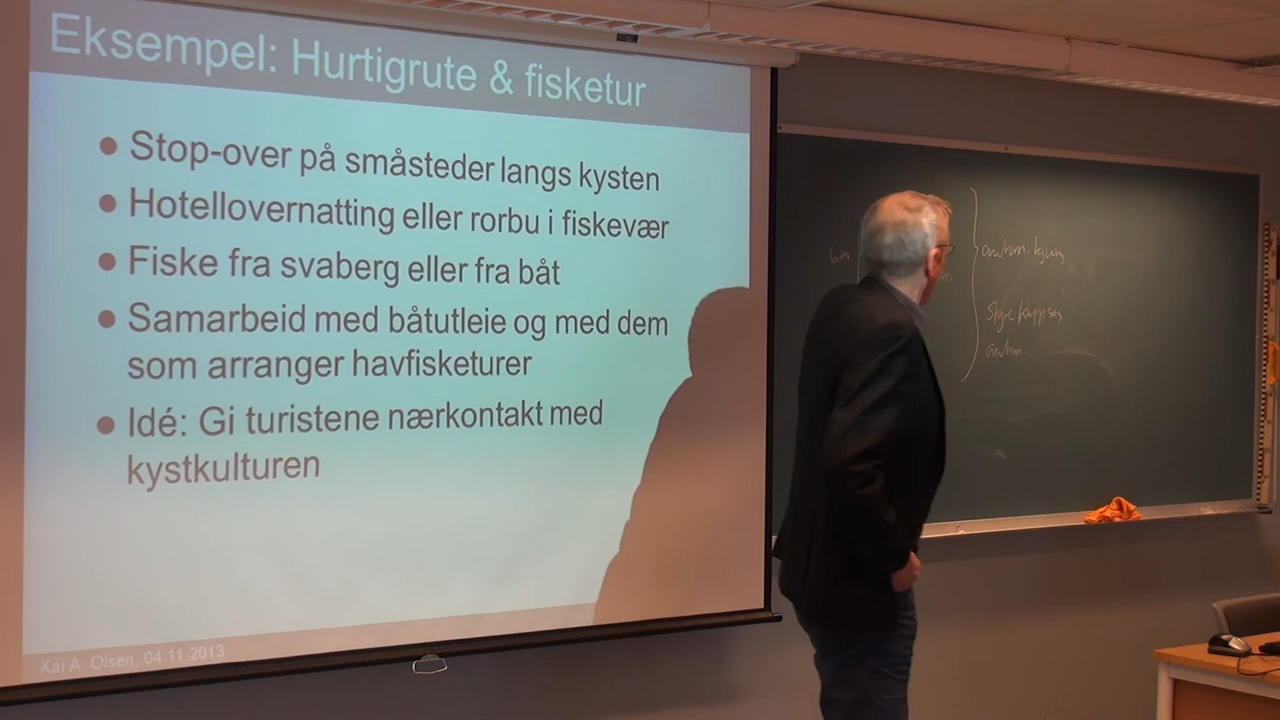 Eksempel: Hurtigrute & fisketur
Stop-over på småsteder langs kysten
Hotellovernatting eller rorbu i fiskevær
Fiske fra svaberg eller fra båt
Samarbeid med båtutleie og med dem
som arranger havfisketurer
Idé: Gi turistene nærkontakt med
kystkulturen
Kai A. Olsen, 04.11.2013